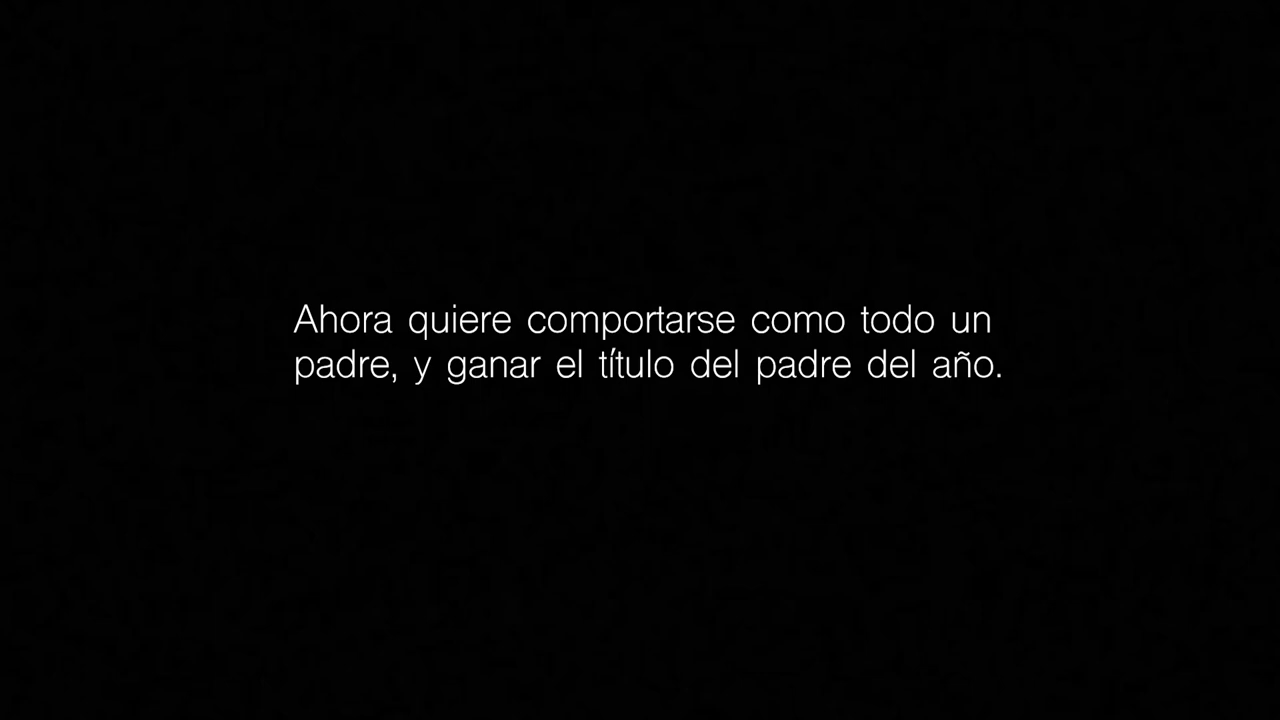 Ahora quiere comportarse como todo un
padre, y ganar el título del padre del año.